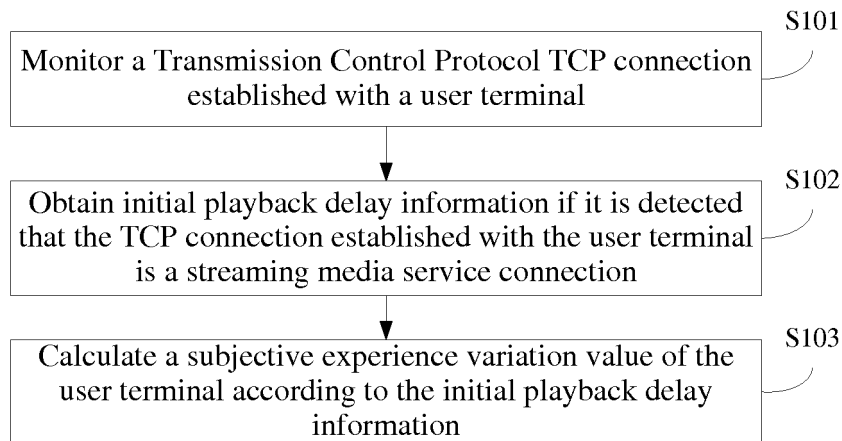 S101
Monitor a Transmission Control Protocol TCP connection
established with a user terminal
S102
Obtain initial playback delay information if it is detected
that the TCP connection established with the user terminal
is a streaming media service connection
S103
Calculate a subjective experience variation value of the
user terminal according to the initial playback delay
information